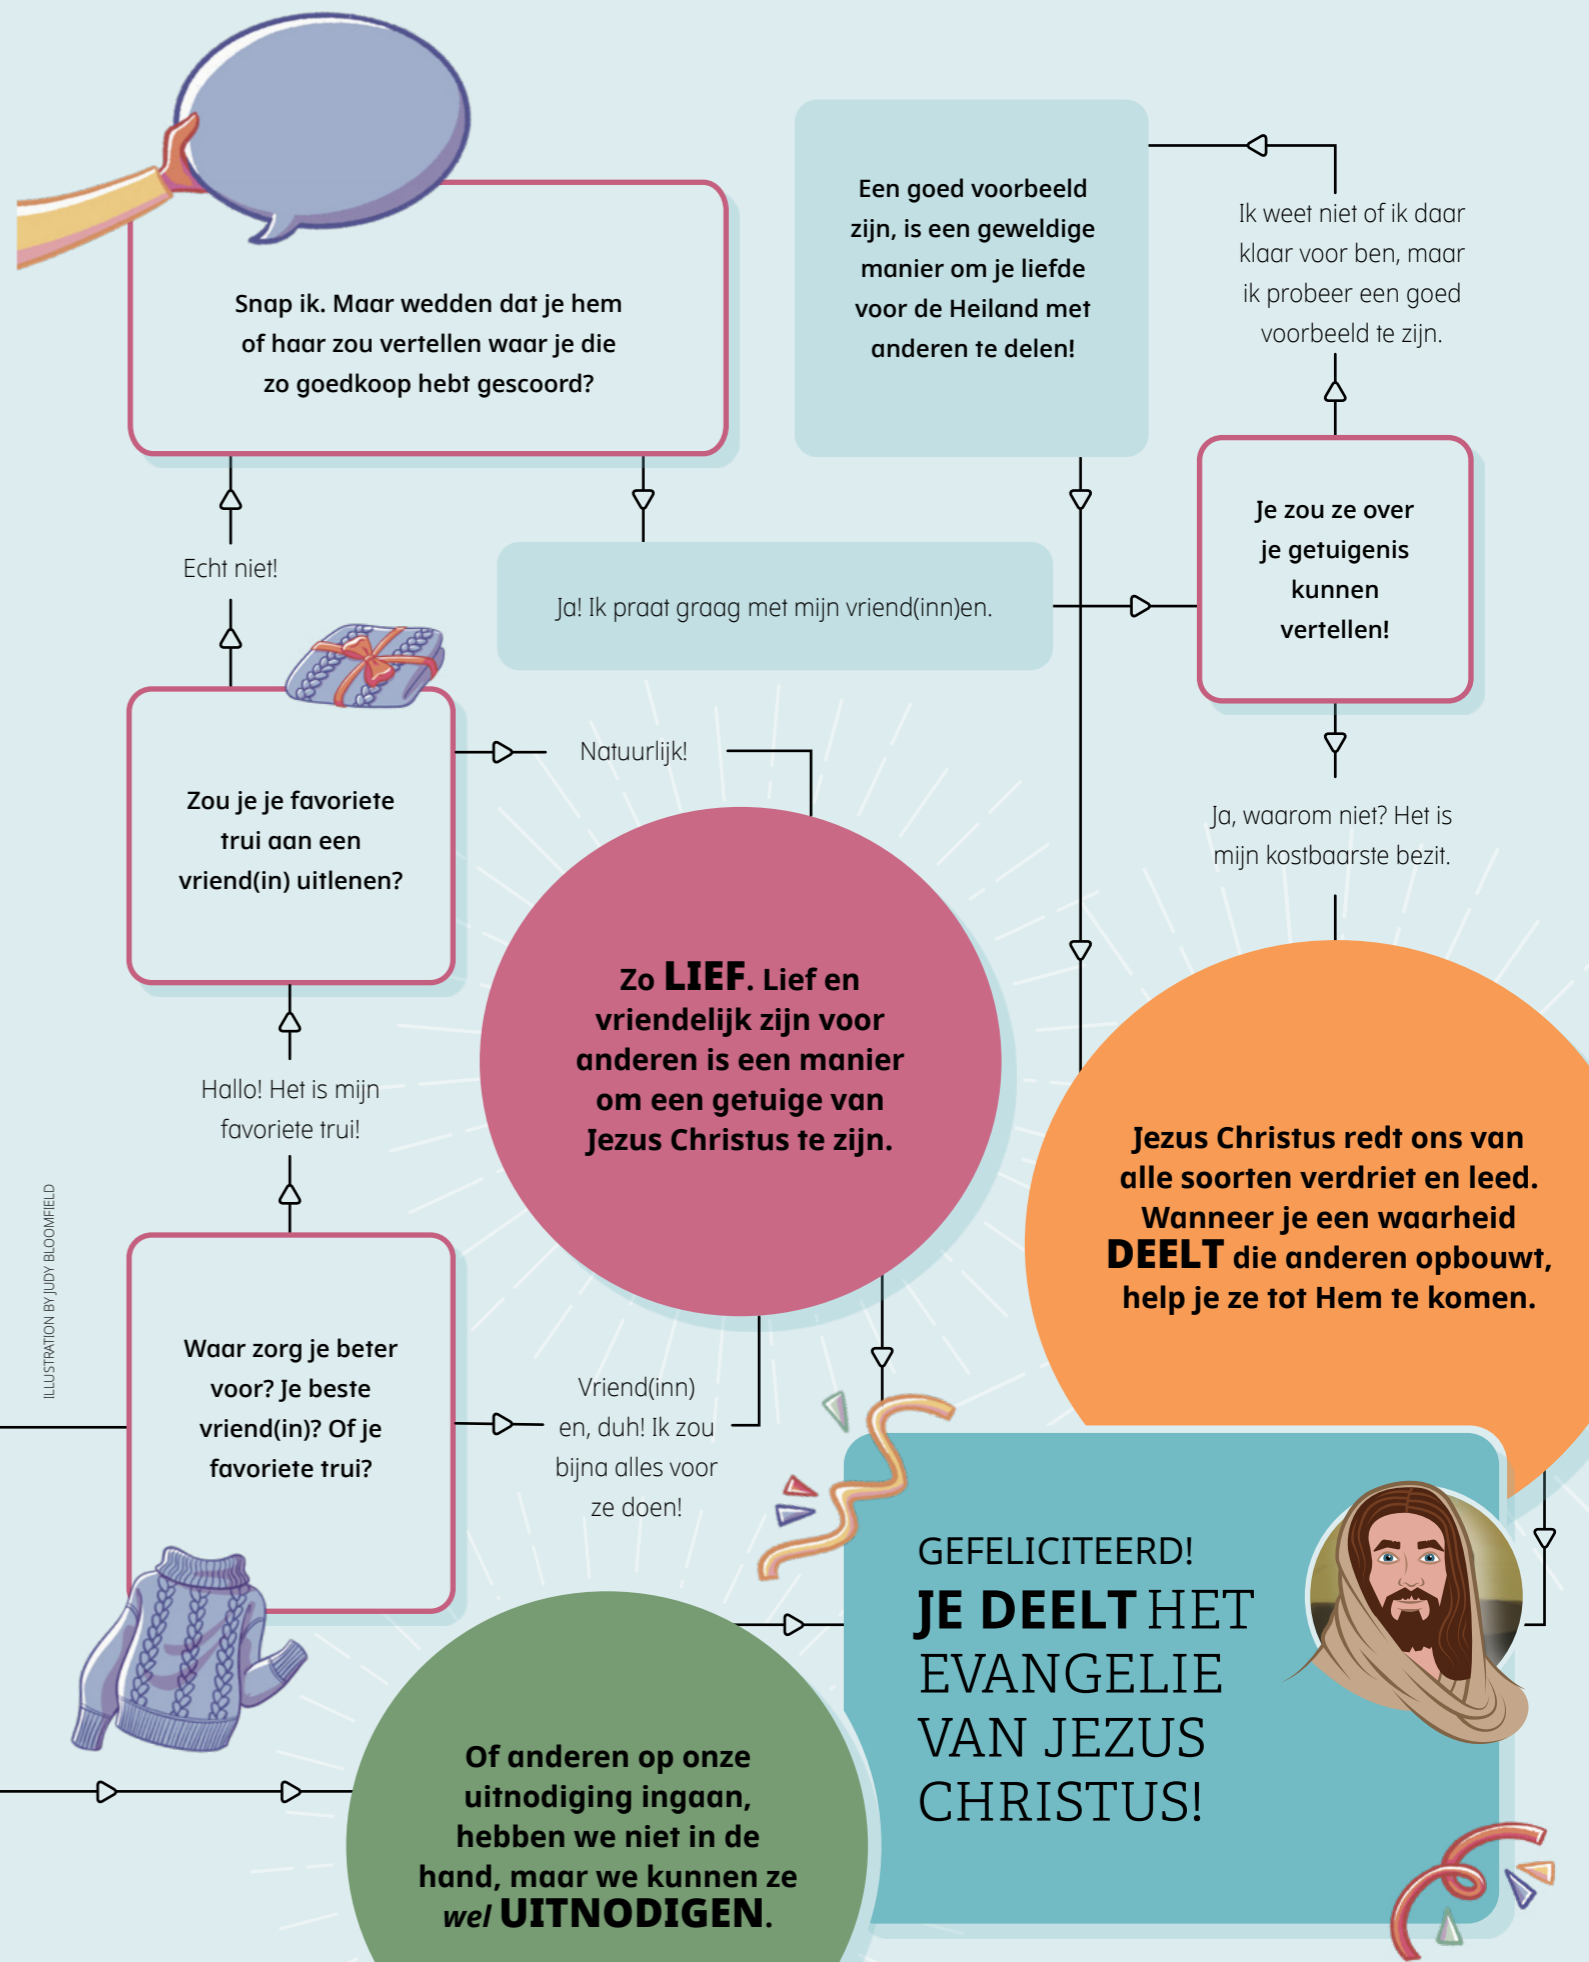 Snap ik. Maar wedden dat je hem
of haar zou vertellen waar je die
zo goedkoop hebt gescoord?
Een goed voorbeeld
zijn, is een geweldige
manier om je liefde
voor de Heiland met
anderen te delen!
Ik weet niet of ik daar
klaar voor ben, maar
ik probeer een goed
voorbeeld te zijn.
Echt niet!
Ja! Ik praat graag met mijn vriend(inn)en.
Je zou ze over
je getuigenis
kunnen
vertellen!
Zou je je favoriete
trui aan een
vriend(in) uitlenen?
Natuurlijk!
Ja, waarom niet? Het is
mijn kostbaarste bezit.
Zo LIEF. Lief en
vriendelijk zijn voor
anderen is een manier
om een getuige van
Jezus Christus te zijn.
Hallo! Het is mijn
favoriete trui!
Jezus Christus redt ons van
alle soorten verdriet en leed.
Wanneer je een waarheid
DEELT die anderen opbouwt,
help je ze tot Hem te komen.
ILLUSTRATION BY JUDY BLOOMFIELD
Waar zorg je beter
voor? Je beste
vriend(in)? Of je
favoriete trui?
Vriend(inn)
en, duh! Ik zou
bijna alles voor
ze doen!
GEFELICITEERD!
JE DEELT HET
EVANGELIE
VAN JEZUS
CHRISTUS!
Of anderen op onze
uitnodiging ingaan,
hebben we niet in de
hand, maar we kunnen ze
wel UITNODIGEN.